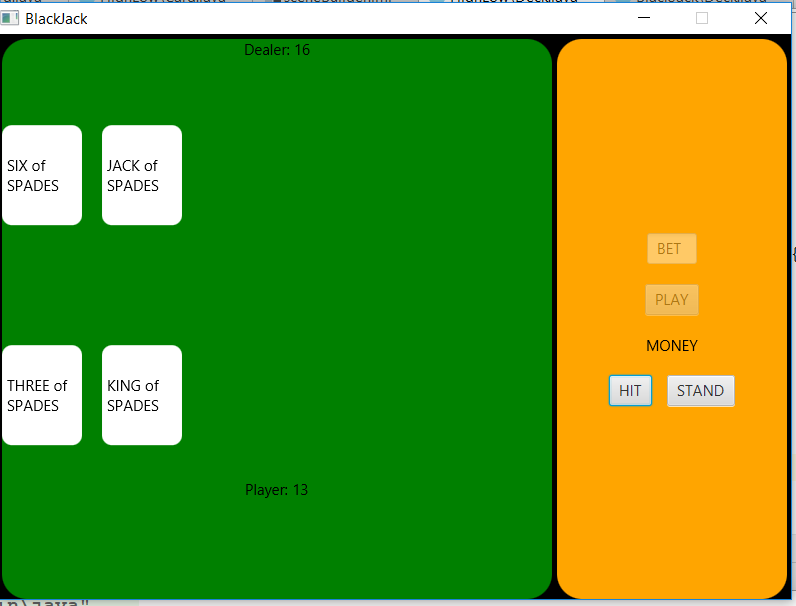 BlackJack
Dealer: 16
SIX of
SPADES
JACK of
SPADES
THREE of
SPADES
KING of
SPADES
Player: 13
BET
PLAY
MONEY
HIT
STAND
{